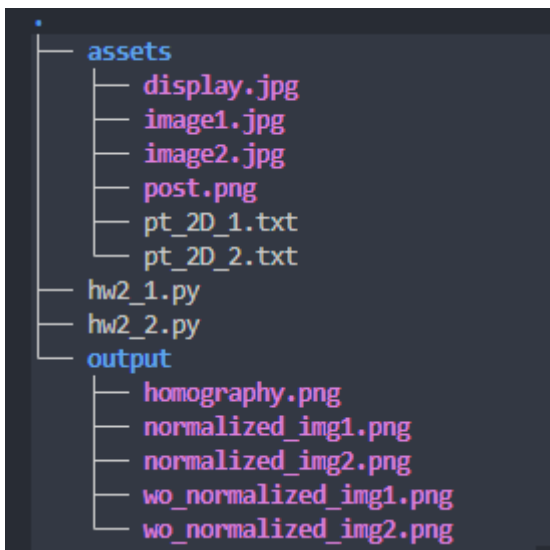 .
├── assets
│   ├── display.jpg
│   ├── image1.jpg
│   ├── image2.jpg
│   ├── post.png
│   ├── pt_2D_1.txt
│   └── pt_2D_2.txt
├── hw2_1.py
├── hw2_2.py
└── output
    ├── homography.png
    ├── normalized_img1.png
    ├── normalized_img2.png
    ├── wo_normalized_img1.png
    └── wo_normalized_img2.png